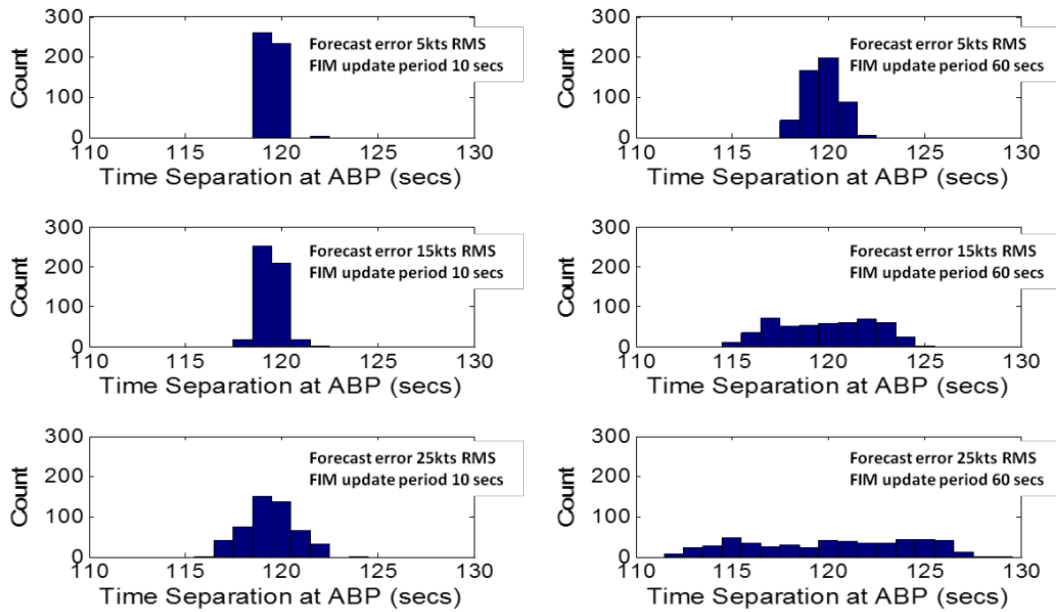 300
200
100
0
Count
Forecast error 5kts RMS
FIM update period 10 secs
110 115 120 125 130
Time Separation at ABP (secs)
300
200
100
0
Count
Forecast error 5kts RMS
FIM update period 60 secs
110 115 120 125 130
Time Separation at ABP (secs)
300
200
100
0
Count
Forecast error 15kts RMS
FIM update period 10 secs
110 115 120 125 130
Time Separation at ABP (secs)
300
200
100
0
Count
Forecast error 15kts RMS
FIM update period 60 secs
110 115 120 125 130
Time Separation at ABP (secs)
300
200
100
0
Count
Forecast error 25kts RMS
FIM update period 10 secs
110 115 120 125 130
Time Separation at ABP (secs)
300
200
100
0
Count
Forecast error 25kts RMS
FIM update period 60 secs
110 115 120 125 130
Time Separation at ABP (secs)